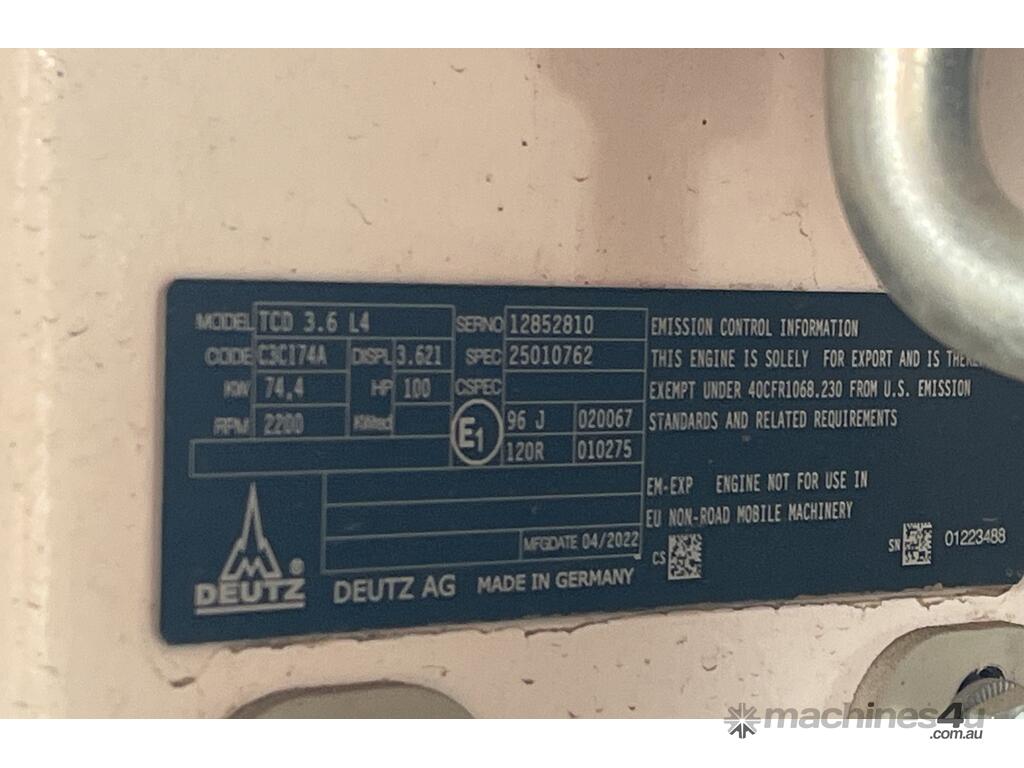 MODEL TCD 3.6 L4 SERNO 12852810
CODE C3C174A DISPL 3.621 SPEC 25010762
KW 74,4 HP 100 CSPEC
RPM 2200 E1 96 J 020067
120R 010275
EMISSION CONTROL INFORMATION
THIS ENGINE IS SOLELY FOR EXPORT AND IS THEREF
EXEMPT UNDER 40CFR1068.230 FROM U.S. EMISSION
STANDARDS AND RELATED REQUIREMENTS
EM-EXP ENGINE NOT FOR USE IN
EU NON-ROAD MOBILE MACHINERY
MFGDATE 04/2022
CS
SN 01223488
DEUTZ ®
DEUTZ AG MADE IN GERMANY
machines4u
.com.au